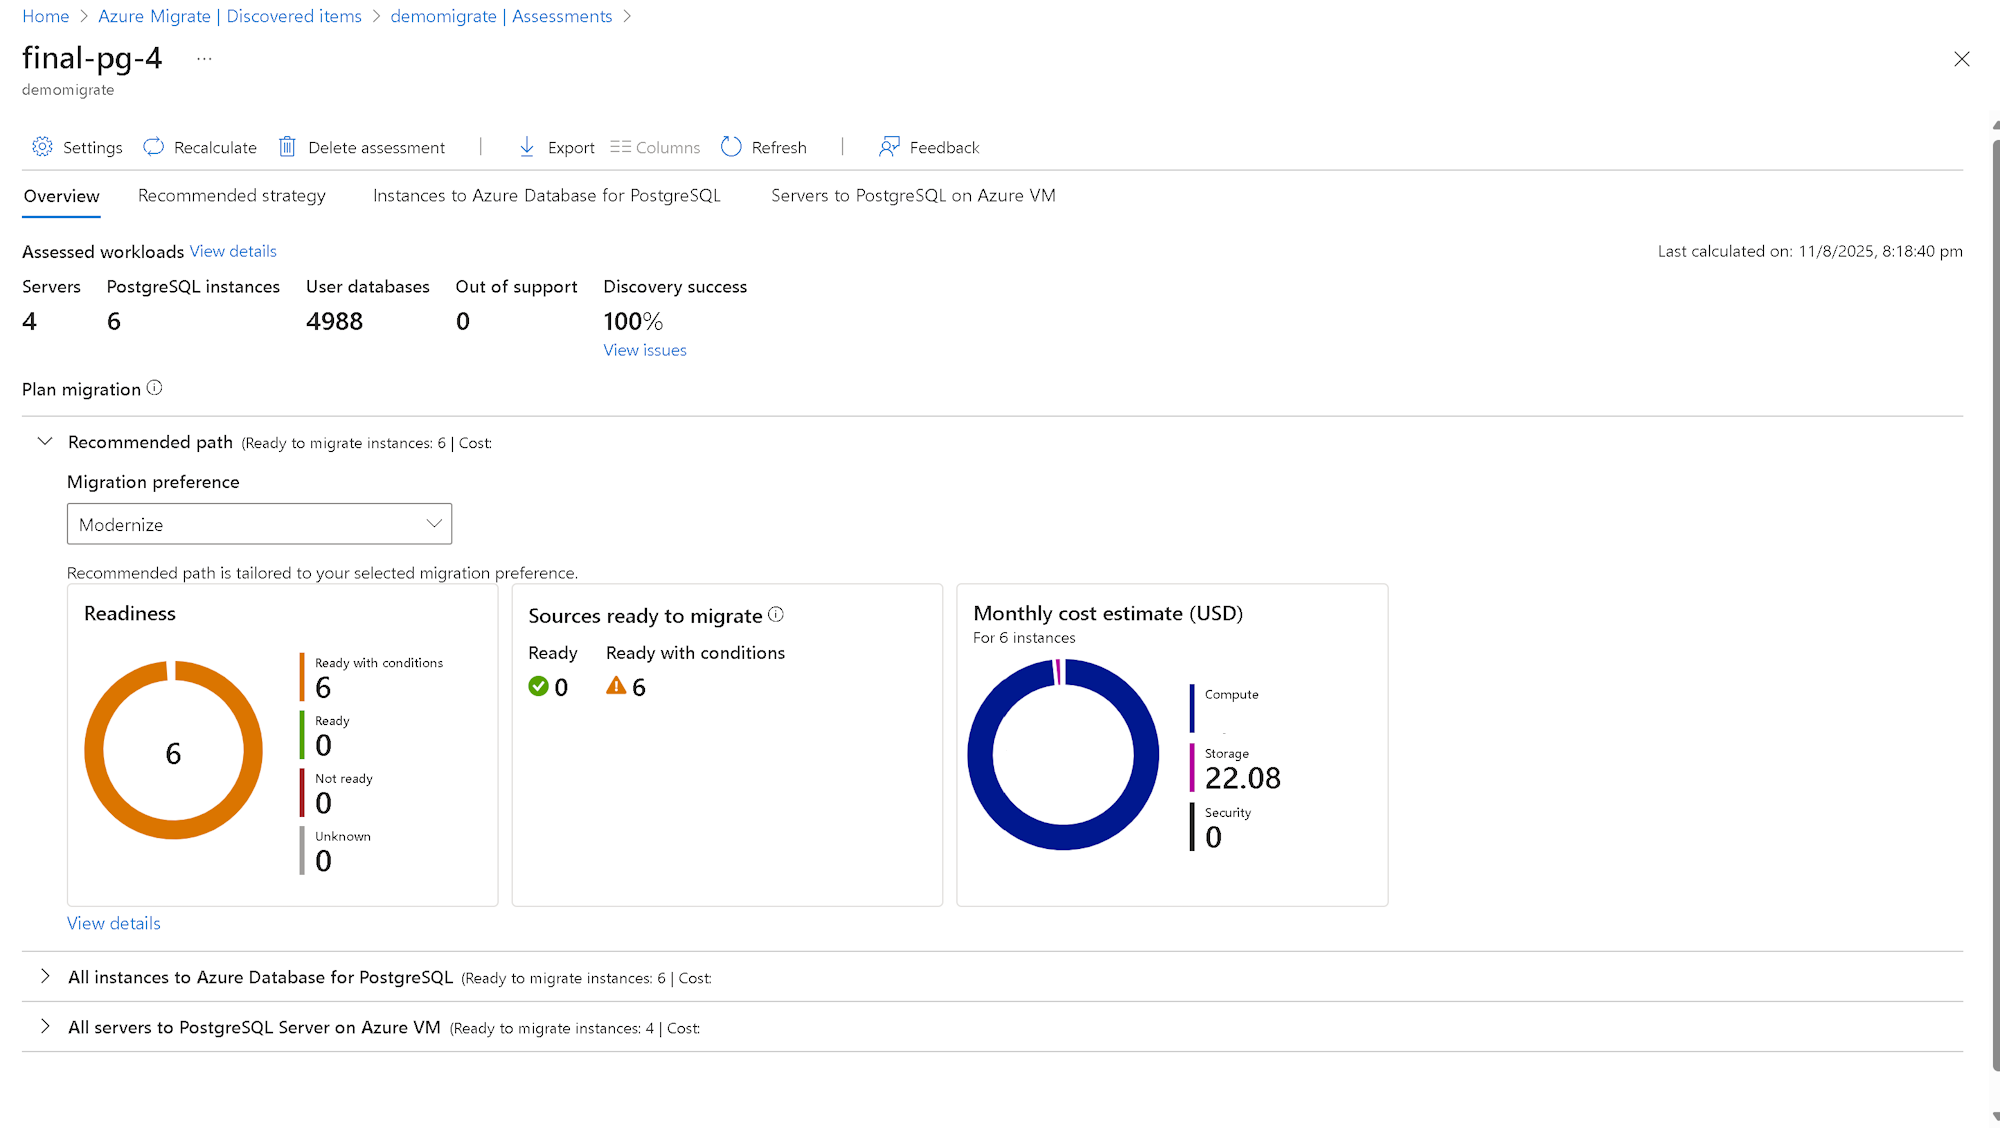 Home > Azure Migrate | Discovered items > demomigrate | Assessments >
final-pg-4 ...
demomigrate
Settings Recalculate Delete assessment | Export Columns Refresh | Feedback
Overview Recommended strategy Instances to Azure Database for PostgreSQL Servers to PostgreSQL on Azure VM
Assessed workloads View details Last calculated on: 11/8/2025, 8:18:40 pm
Servers PostgreSQL instances User databases Out of support Discovery success
4 6 4988 0 100%
View issues
Plan migration
Recommended path (Ready to migrate instances: 6 | Cost:
Migration preference
Modernize
Recommended path is tailored to your selected migration preference.
Readiness
6
Ready with conditions
6
Ready
0
Not ready
0
Unknown
0
Sources ready to migrate
Ready Ready with conditions
0 6
Monthly cost estimate (USD)
For 6 instances
Compute
Storage
22.08
Security
0
View details
All instances to Azure Database for PostgreSQL (Ready to migrate instances: 6 | Cost:
All servers to PostgreSQL Server on Azure VM (Ready to migrate instances: 4 | Cost: